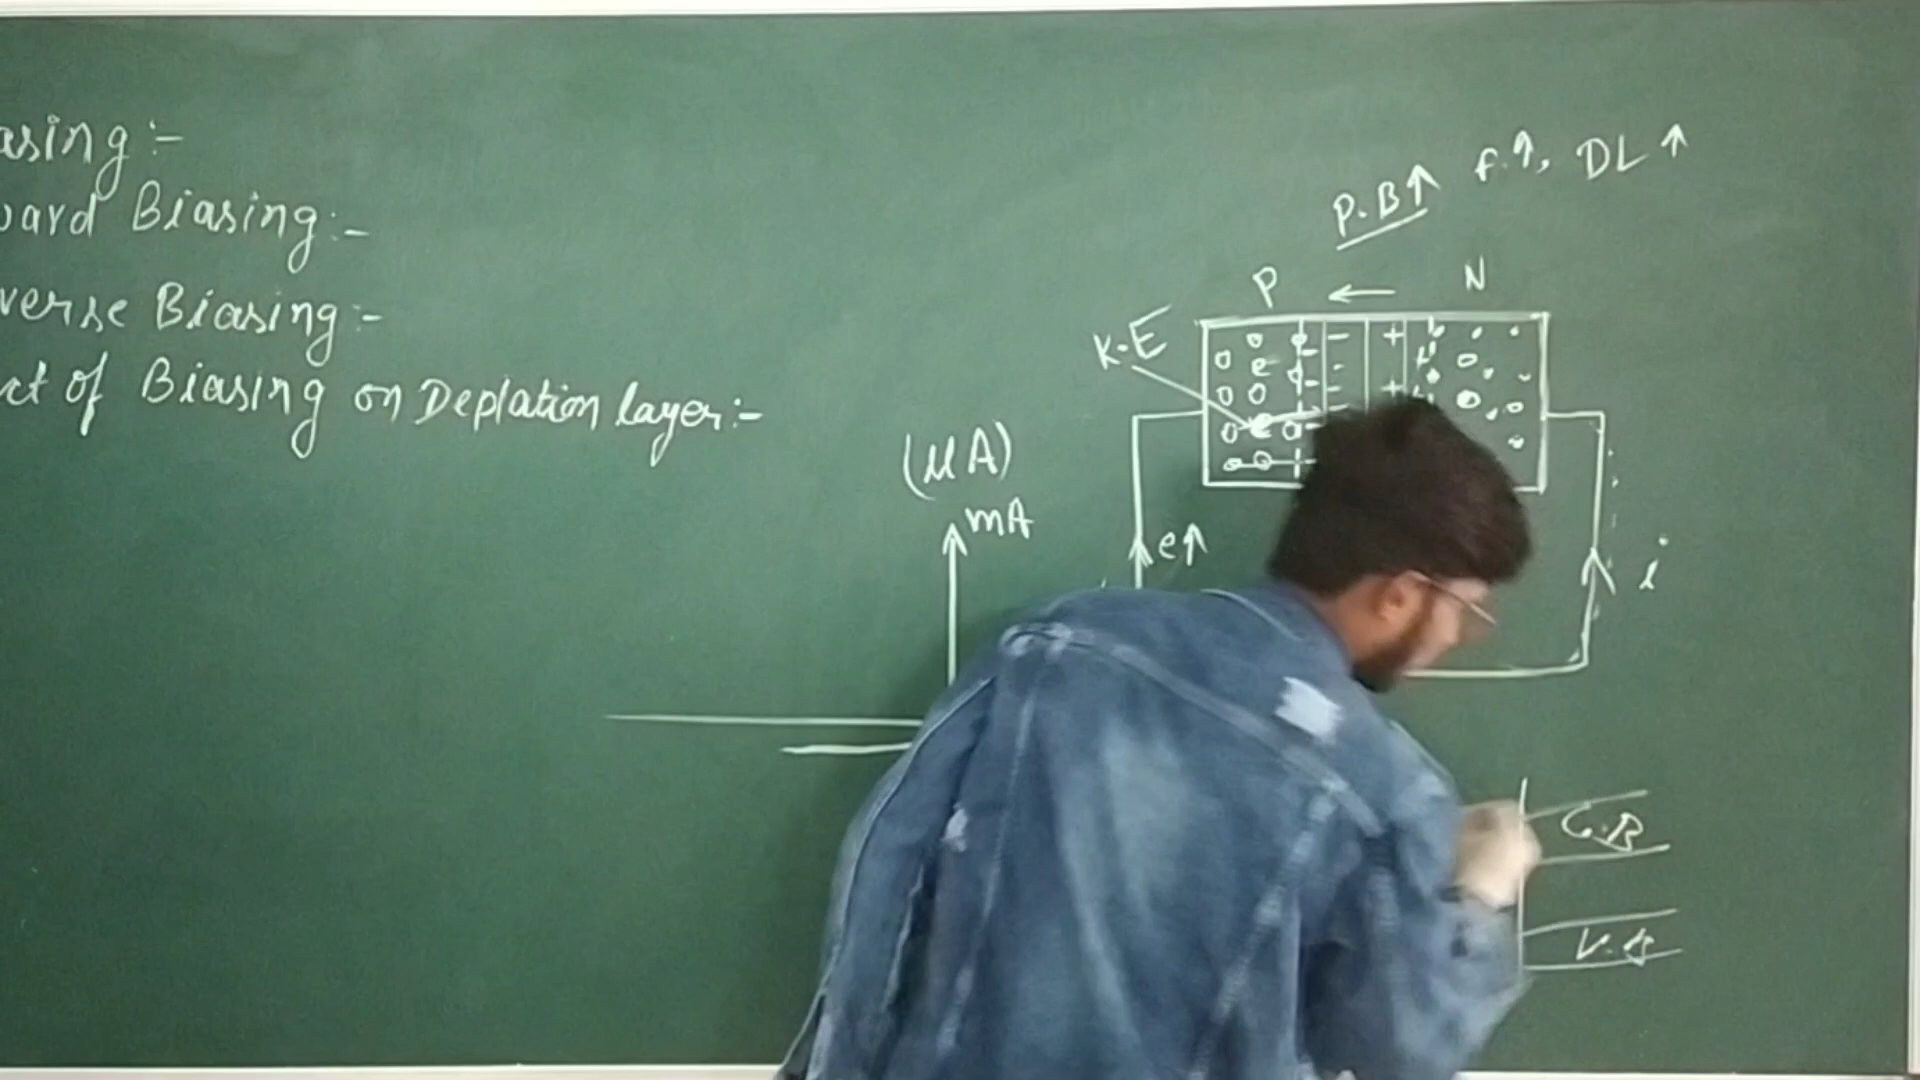 asing:-
ward Biasing:-
verse Biasing:-
ct of Biasing on Deplation layer:-
P.B↑ f.↑, DL ↑
P ← N
K-E
(μA)
mA
e↑
i
C.B
V.B